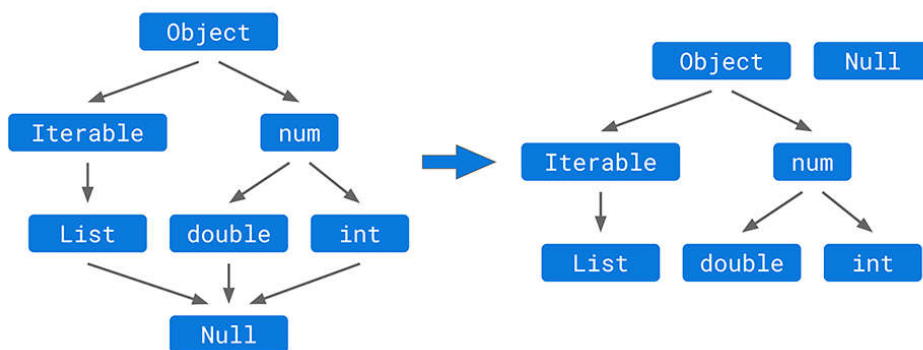 Object
Iterable
num
List
double
int
Null
Object
Null
Iterable
num
List
double
int